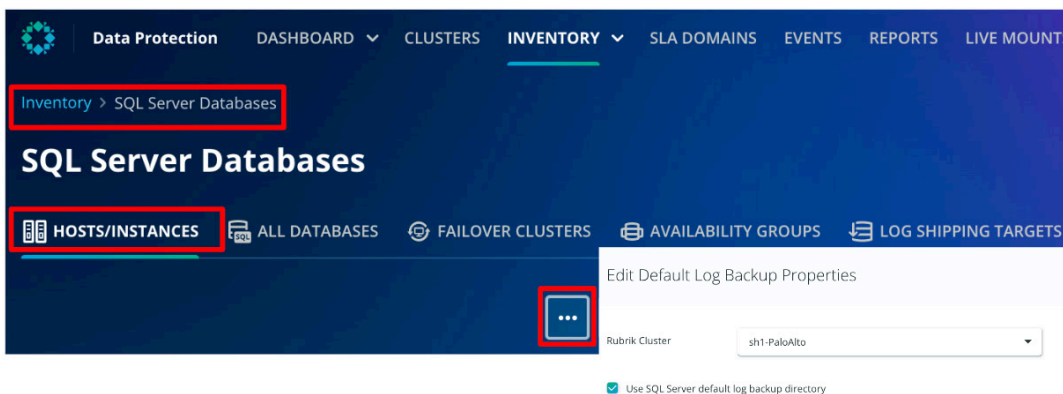 Data Protection DASHBOARD CLUSTERS INVENTORY SLA DOMAINS EVENTS REPORTS LIVE MOUNT
Inventory > SQL Server Databases
SQL Server Databases
HOSTS/INSTANCES ALL DATABASES FAILOVER CLUSTERS AVAILABILITY GROUPS LOG SHIPPING TARGETS
Edit Default Log Backup Properties
...
Rubrik Cluster sh1-PaloAlto
Use SQL Server default log backup directory